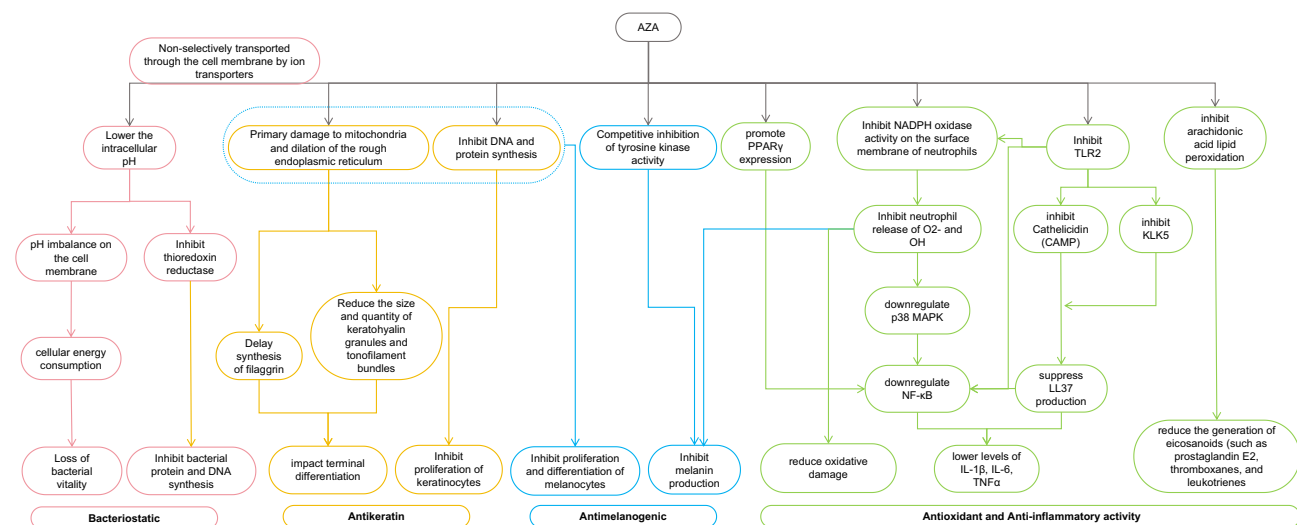 AZA
Non-selectively transported
through the cell membrane by ion
transporters
Lower the
intracellular
pH
Primary damage to mitochondria
and dilation of the rough
endoplasmic reticulum
Inhibit DNA and
protein synthesis
Competitive inhibition
of tyrosine kinase
activity
promote
PPARγ
expression
Inhibit NADPH oxidase
activity on the surface
membrane of neutrophils
Inhibit
TLR2
inhibit
arachidonic
acid lipid
peroxidation
pH imbalance on
the cell
membrane
Inhibit
thioredoxin
reductase
Inhibit neutrophil
release of O2- and
OH
inhibit
Cathelicidin
(CAMP)
inhibit
KLK5
Reduce the size
and quantity of
keratohyalin
granules and
tonofilament
bundles
downregulate
p38 MAPK
cellular energy
consumption
Delay
synthesis
of filaggrin
downregulate
NF-κB
suppress
LL37
production
Loss of
bacterial
vitality
Inhibit bacterial
protein and DNA
synthesis
impact terminal
differentiation
Inhibit
proliferation of
keratinocytes
Inhibit proliferation
and differentiation of
melanocytes
Inhibit
melanin
production
reduce oxidative
damage
lower levels of
IL-1β, IL-6,
TNFα
reduce the generation of
eicosanoids (such as
prostaglandin E2,
thromboxanes, and
leukotrienes
Bacteriostatic
Antikeratin
Antimelanogenic
Antioxidant and Anti-inflammatory activity